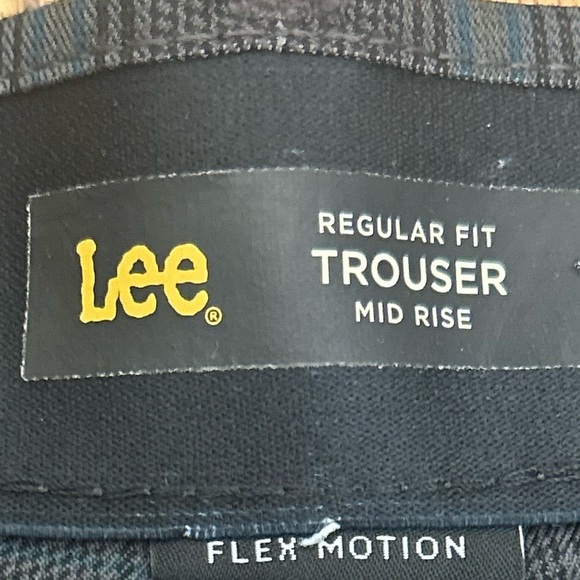 Lee®
REGULAR FIT
TROUSER
MID RISE
FLEX MOTION